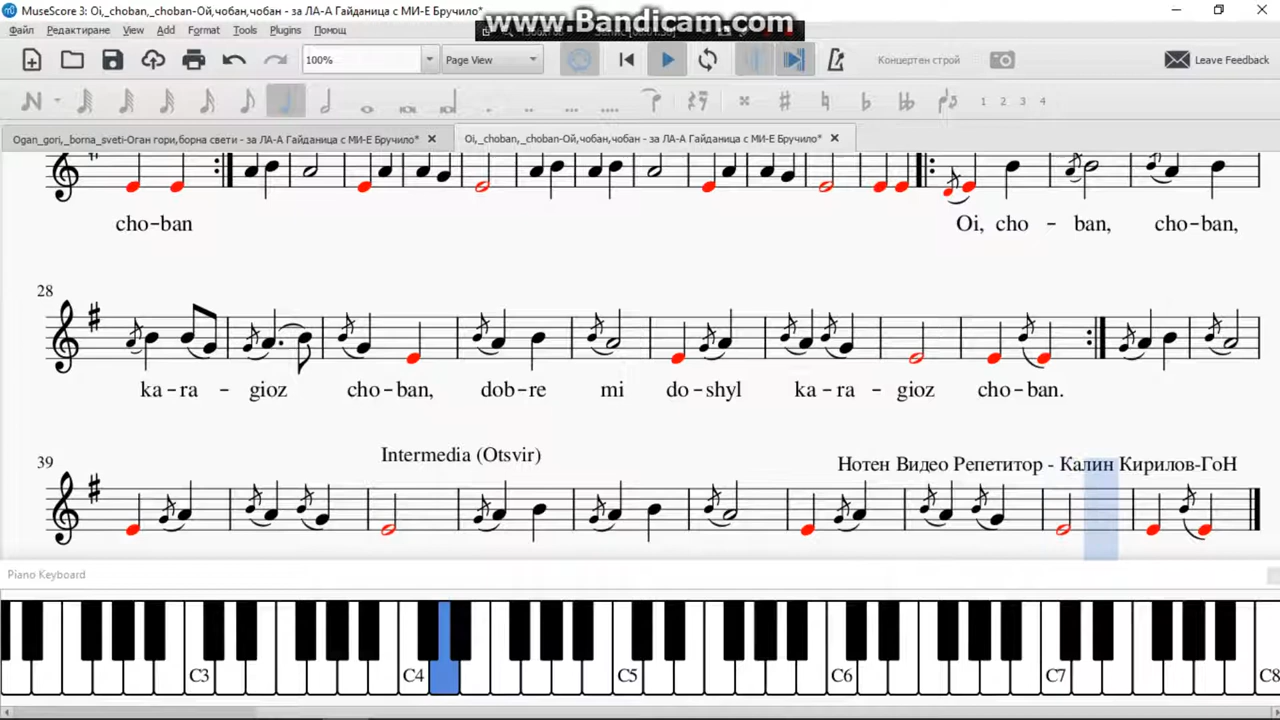 MuseScore 3: Oi,_choban,_choban-Ой,чобан,чобан - за ЛА-А Гайданица с МИ-Е Бручило*
www.Bandicam.com
Файл Редактиране View Add Format Tools Plugins Помощ
100% Page View Концертен строй Leave Feedback
1 2 3 4
Ogan_gori,_borna_sveti-Оган гори,борна свети - за ЛА-А Гайданица с МИ-Е Бручило* Oi,_choban,_choban-Ой,чобан,чобан - за ЛА-А Гайданица с МИ-Е Бручило*
cho-ban Oi, cho - ban, cho-ban,
28
ka-ra - gioz cho-ban, dob-re mi do-shyl ka-ra - gioz cho-ban.
Intermedia (Otsvir)
39
Нотен Видео Репетитор - Калин Кирилов-ГоН
Piano Keyboard
C3 C4 C5 C6 C7 C8